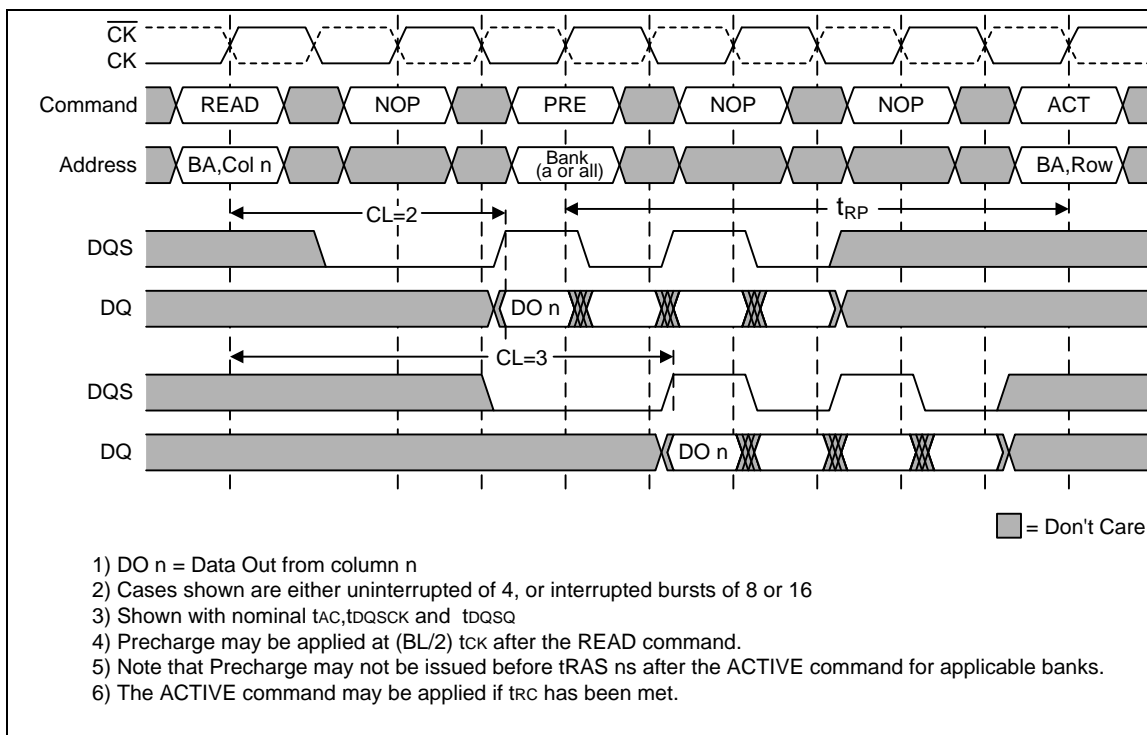 CK
CK
Command READ NOP PRE NOP NOP ACT
Address BA,Col n Bank (a or all) BA,Row
CL=2 tRP
DQS
DQ DO n
CL=3
DQS
DQ DO n
= Don't Care
1) DO n = Data Out from column n
2) Cases shown are either uninterrupted of 4, or interrupted bursts of 8 or 16
3) Shown with nominal tAC,tDQSCK and tDQSQ
4) Precharge may be applied at (BL/2) tCK after the READ command.
5) Note that Precharge may not be issued before tRAS ns after the ACTIVE command for applicable banks.
6) The ACTIVE command may be applied if tRC has been met.